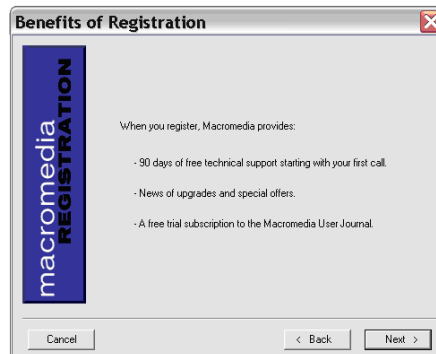 Benefits of Registration
macromedia
REGISTRATION
When you register, Macromedia provides:
- 90 days of free technical support starting with your first call.
- News of upgrades and special offers.
- A free trial subscription to the Macromedia User Journal.
Cancel
< Back
Next >